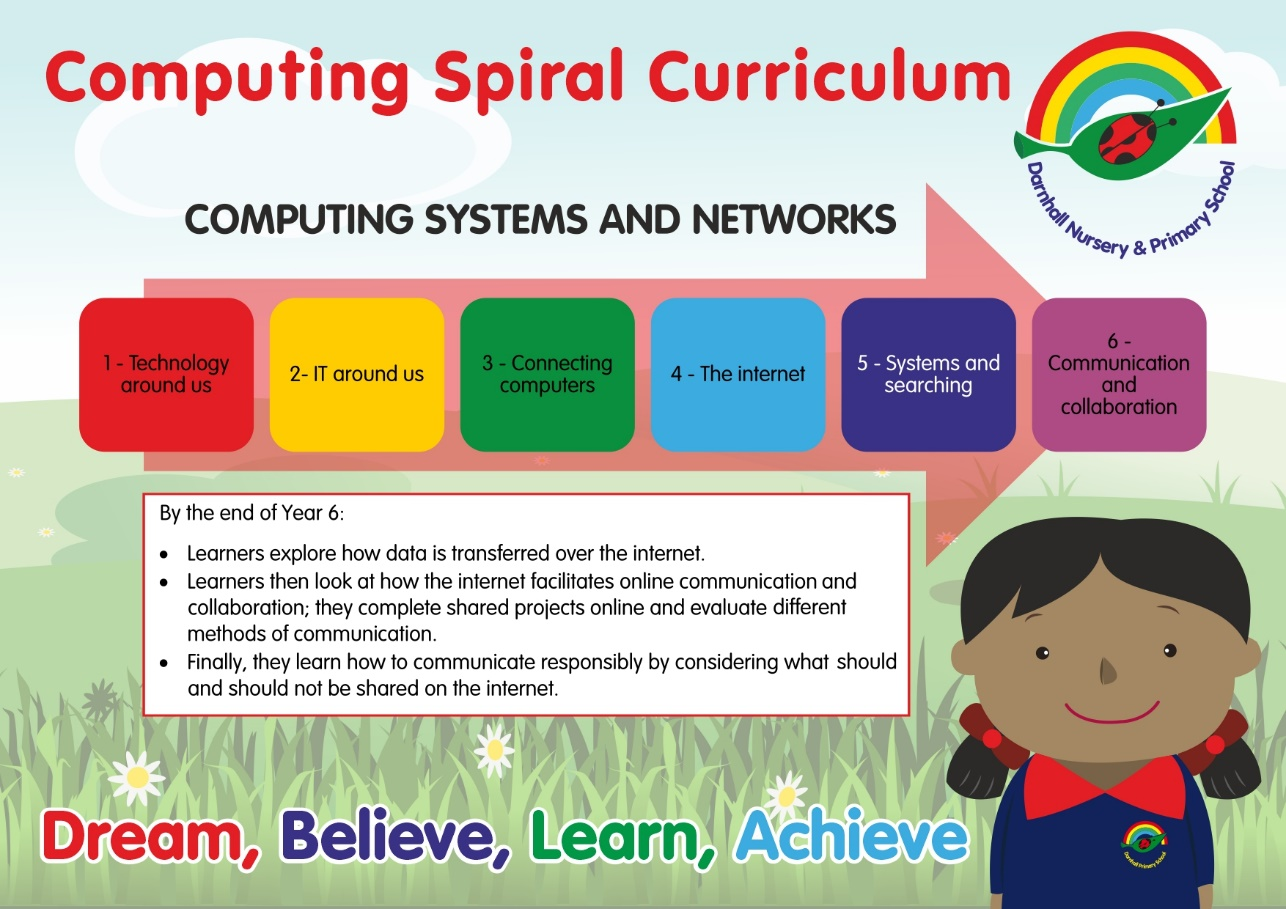 Computing Spiral Curriculum
Darnhall Nursery & Primary School
COMPUTING SYSTEMS AND NETWORKS
1 - Technology
around us
2- IT around us
3 - Connecting
computers
4 - The internet
5 - Systems and
searching
6 -
Communication
and
collaboration
By the end of Year 6:
• Learners explore how data is transferred over the internet.
• Learners then look at how the internet facilitates online communication and
collaboration; they complete shared projects online and evaluate different
methods of communication.
• Finally, they learn how to communicate responsibly by considering what should
and should not be shared on the internet.
Dream, Believe, Learn, Achieve
Darnhall Primary School